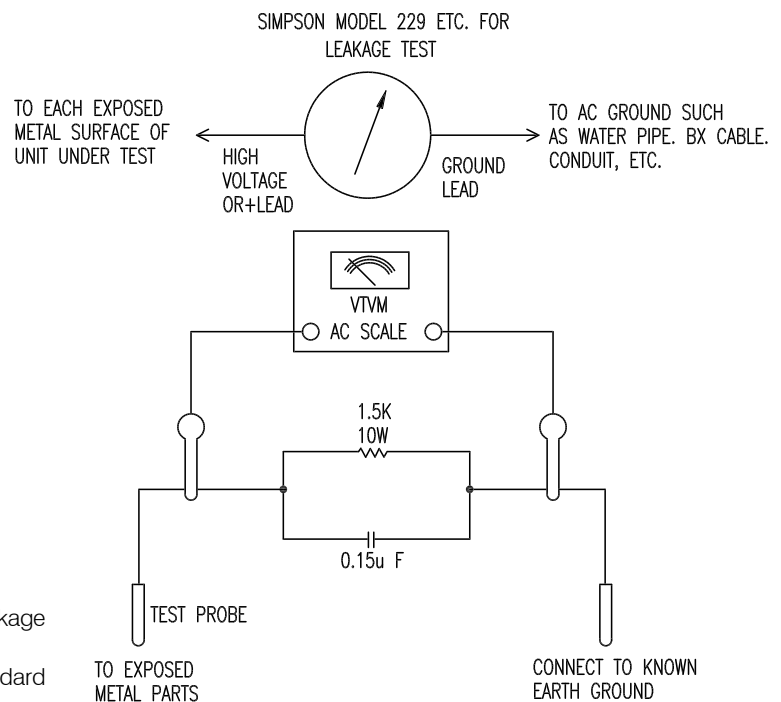 SIMPSON MODEL 229 ETC. FOR
LEAKAGE TEST
TO EACH EXPOSED
METAL SURFACE OF
UNIT UNDER TEST
HIGH
VOLTAGE
OR+LEAD
GROUND
LEAD
TO AC GROUND SUCH
AS WATER PIPE. BX CABLE.
CONDUIT, ETC.
VTVM
AC SCALE
1.5K
10W
0.15u F
TEST PROBE
kage
dard
TO EXPOSED
METAL PARTS
CONNECT TO KNOWN
EARTH GROUND